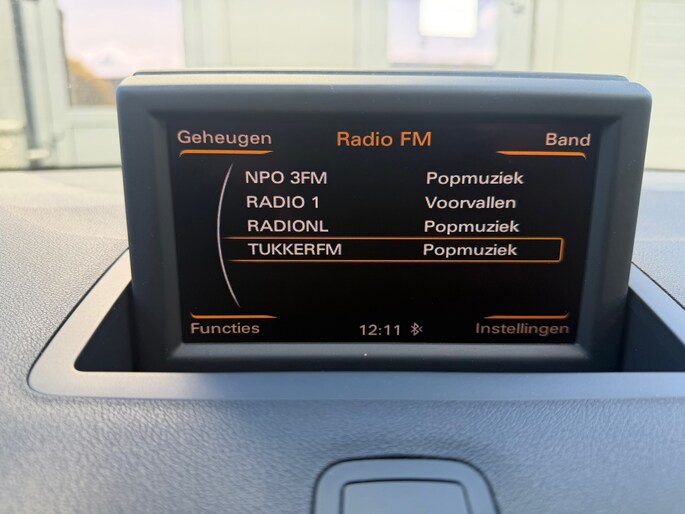 Geheugen Radio FM Band
NPO 3FM Popmuziek
RADIO 1 Voorvallen
RADIONL Popmuziek
TUKKERFM Popmuziek
Functies 12:11 Instellingen